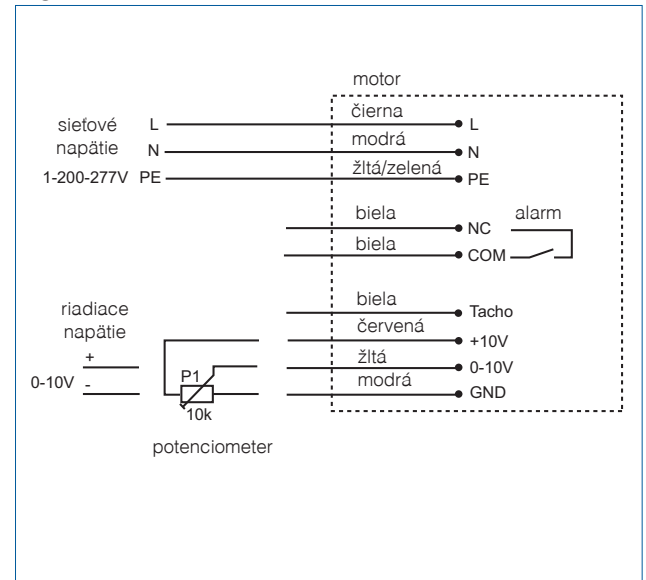 motor
čierna
sieťové L L
modrá
napätie N N
žltá/zelená
1-200-277V PE PE
biela NC alarm
biela COM
biela Tacho
riadiace červená +10V
napätie
+ žltá 0-10V
0-10V - P1 modrá GND
10k
potenciometer